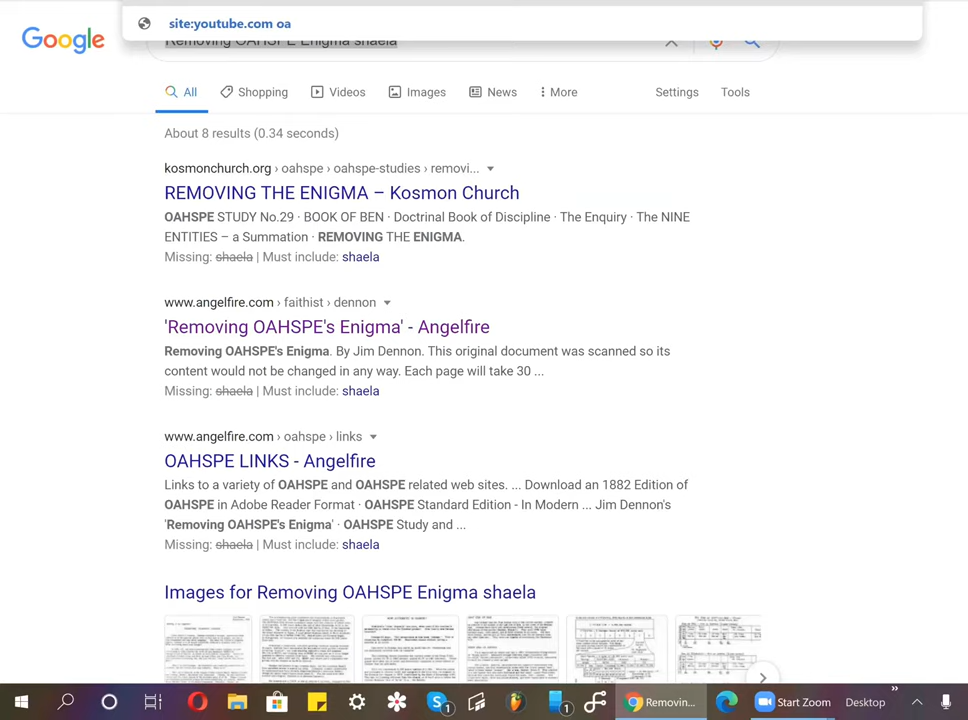 site:youtube.com oa
Google
Removing OAHSPE Enigma shaela
All
Shopping
Videos
Images
News
More
Settings
Tools
About 8 results (0.34 seconds)
kosmonchurch.org › oahspe › oahspe-studies › removi...
REMOVING THE ENIGMA – Kosmon Church
OAHSPE STUDY No.29 · BOOK OF BEN · Doctrinal Book of Discipline · The Enquiry · The NINE
ENTITIES – a Summation · REMOVING THE ENIGMA.
Missing: shaela | Must include: shaela
www.angelfire.com › faithist › dennon
'Removing OAHSPE's Enigma' - Angelfire
Removing OAHSPE's Enigma. By Jim Dennon. This original document was scanned so its
content would not be changed in any way. Each page will take 30 ...
Missing: shaela | Must include: shaela
www.angelfire.com › oahspe › links
OAHSPE LINKS - Angelfire
Links to a variety of OAHSPE and OAHSPE related web sites. ... Download an 1882 Edition of
OAHSPE in Adobe Reader Format · OAHSPE Standard Edition - In Modern ... Jim Dennon's
'Removing OAHSPE's Enigma' · OAHSPE Study and ...
Missing: shaela | Must include: shaela
Images for Removing OAHSPE Enigma shaela
1
1
Removin...
Start Zoom
Desktop